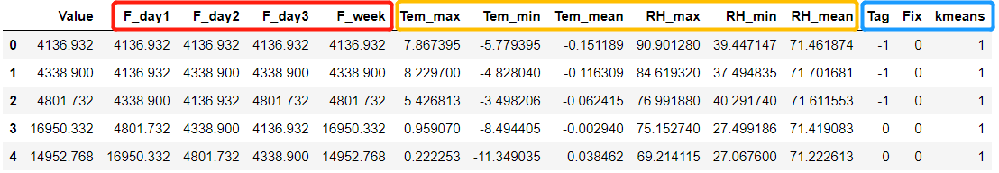 Value F_day1 F_day2 F_day3 F_week Tem_max Tem_min Tem_mean RH_max RH_min RH_mean Tag Fix kmeans
0 4136.932 4136.932 4136.932 4136.932 4136.932 7.867395 -5.779395 -0.151189 90.901280 39.447147 71.461874 -1 0 1
1 4338.900 4136.932 4338.900 4338.900 4338.900 8.229700 -4.828040 -0.116309 84.619320 37.494835 71.701681 -1 0 1
2 4801.732 4338.900 4136.932 4801.732 4801.732 5.426813 -3.498206 -0.062415 76.991880 40.291740 71.611553 -1 0 1
3 16950.332 4801.732 4338.900 4136.932 16950.332 0.959070 -8.494405 -0.002940 75.152740 27.499186 71.419083 0 0 1
4 14952.768 16950.332 4801.732 4338.900 14952.768 0.222253 -11.349035 0.038462 69.214115 27.067600 71.222613 0 0 1